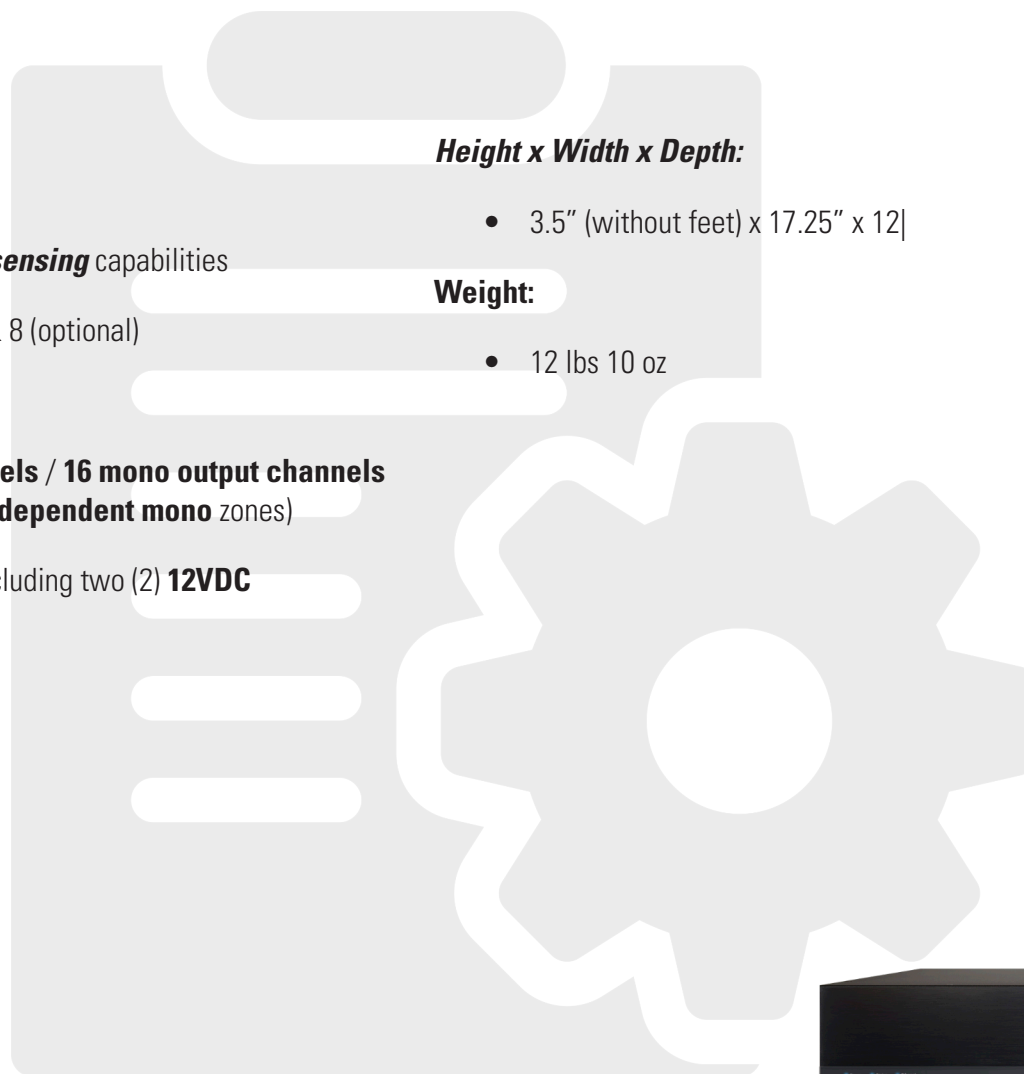 sensing capabilities
8 (optional)
els / 16 mono output channels
dependent mono zones)
cluding two (2) 12VDC
Height x Width x Depth:
• 3.5” (without feet) x 17.25” x 12|
Weight:
• 12 lbs 10 oz